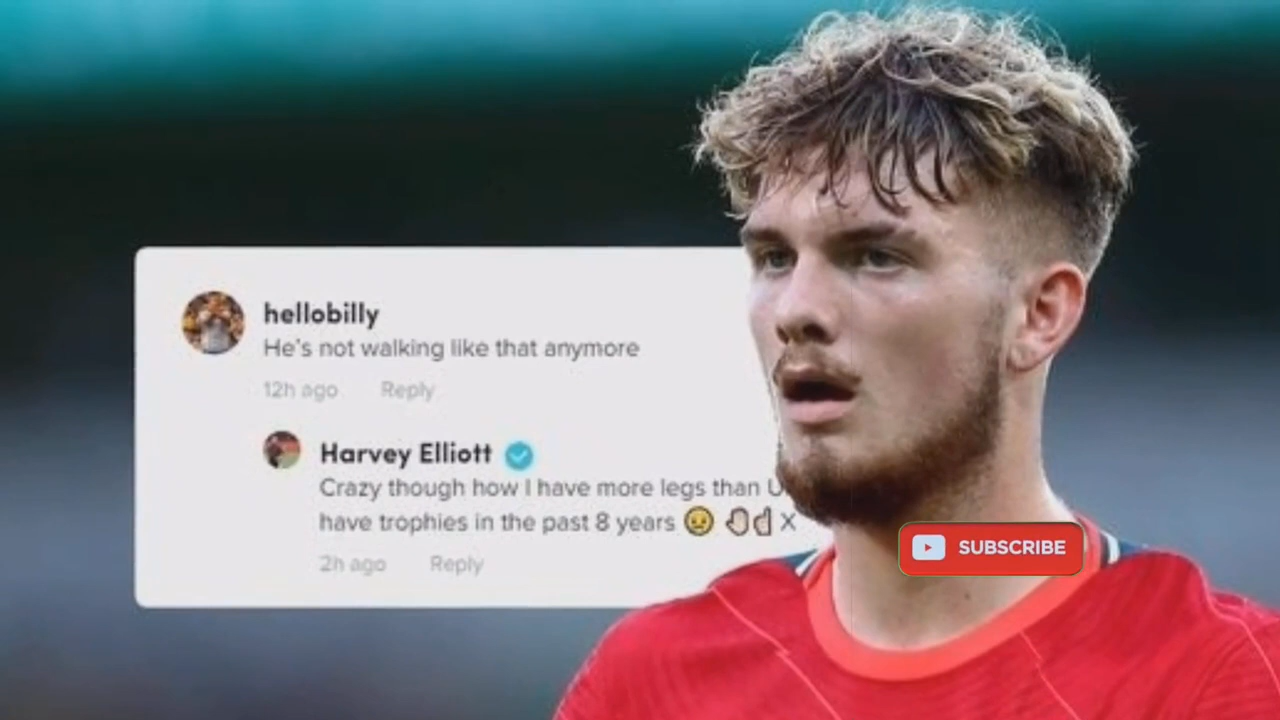 hellobilly
He's not walking like that anymore
12h ago Reply
Harvey Elliott
Crazy though how I have more legs than
have trophies in the past 8 years 😣 🤚☝ X
2h ago Reply
SUBSCRIBE